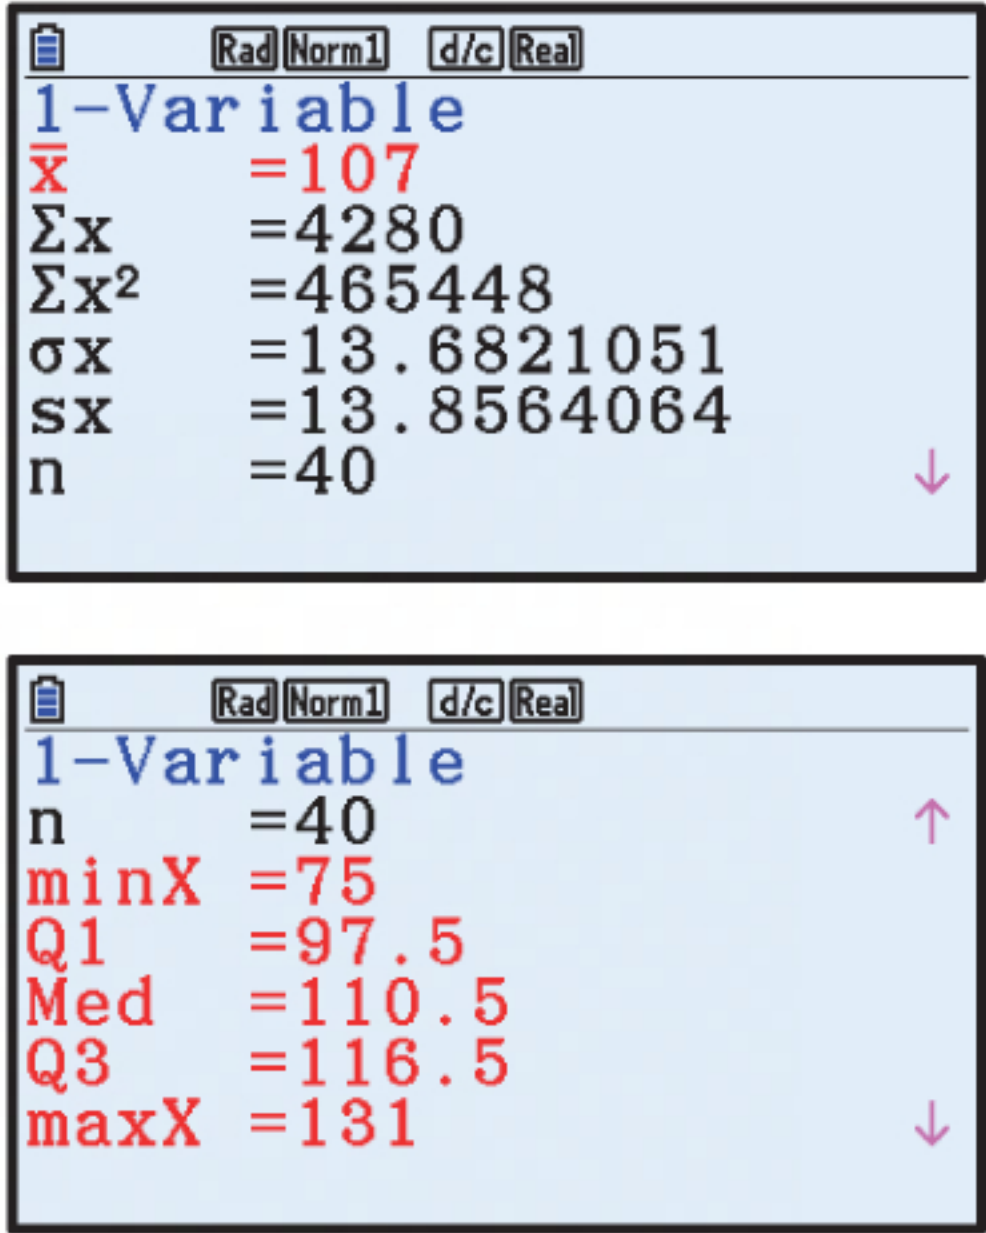 Rad Norm1 d/c Real
1-Variable
x̅ =107
Σx =4280
Σx² =465448
σx =13.6821051
sx =13.8564064
n =40 ↓
Rad Norm1 d/c Real
1-Variable
n =40 ↑
minX =75
Q1 =97.5
Med =110.5
Q3 =116.5
maxX =131 ↓